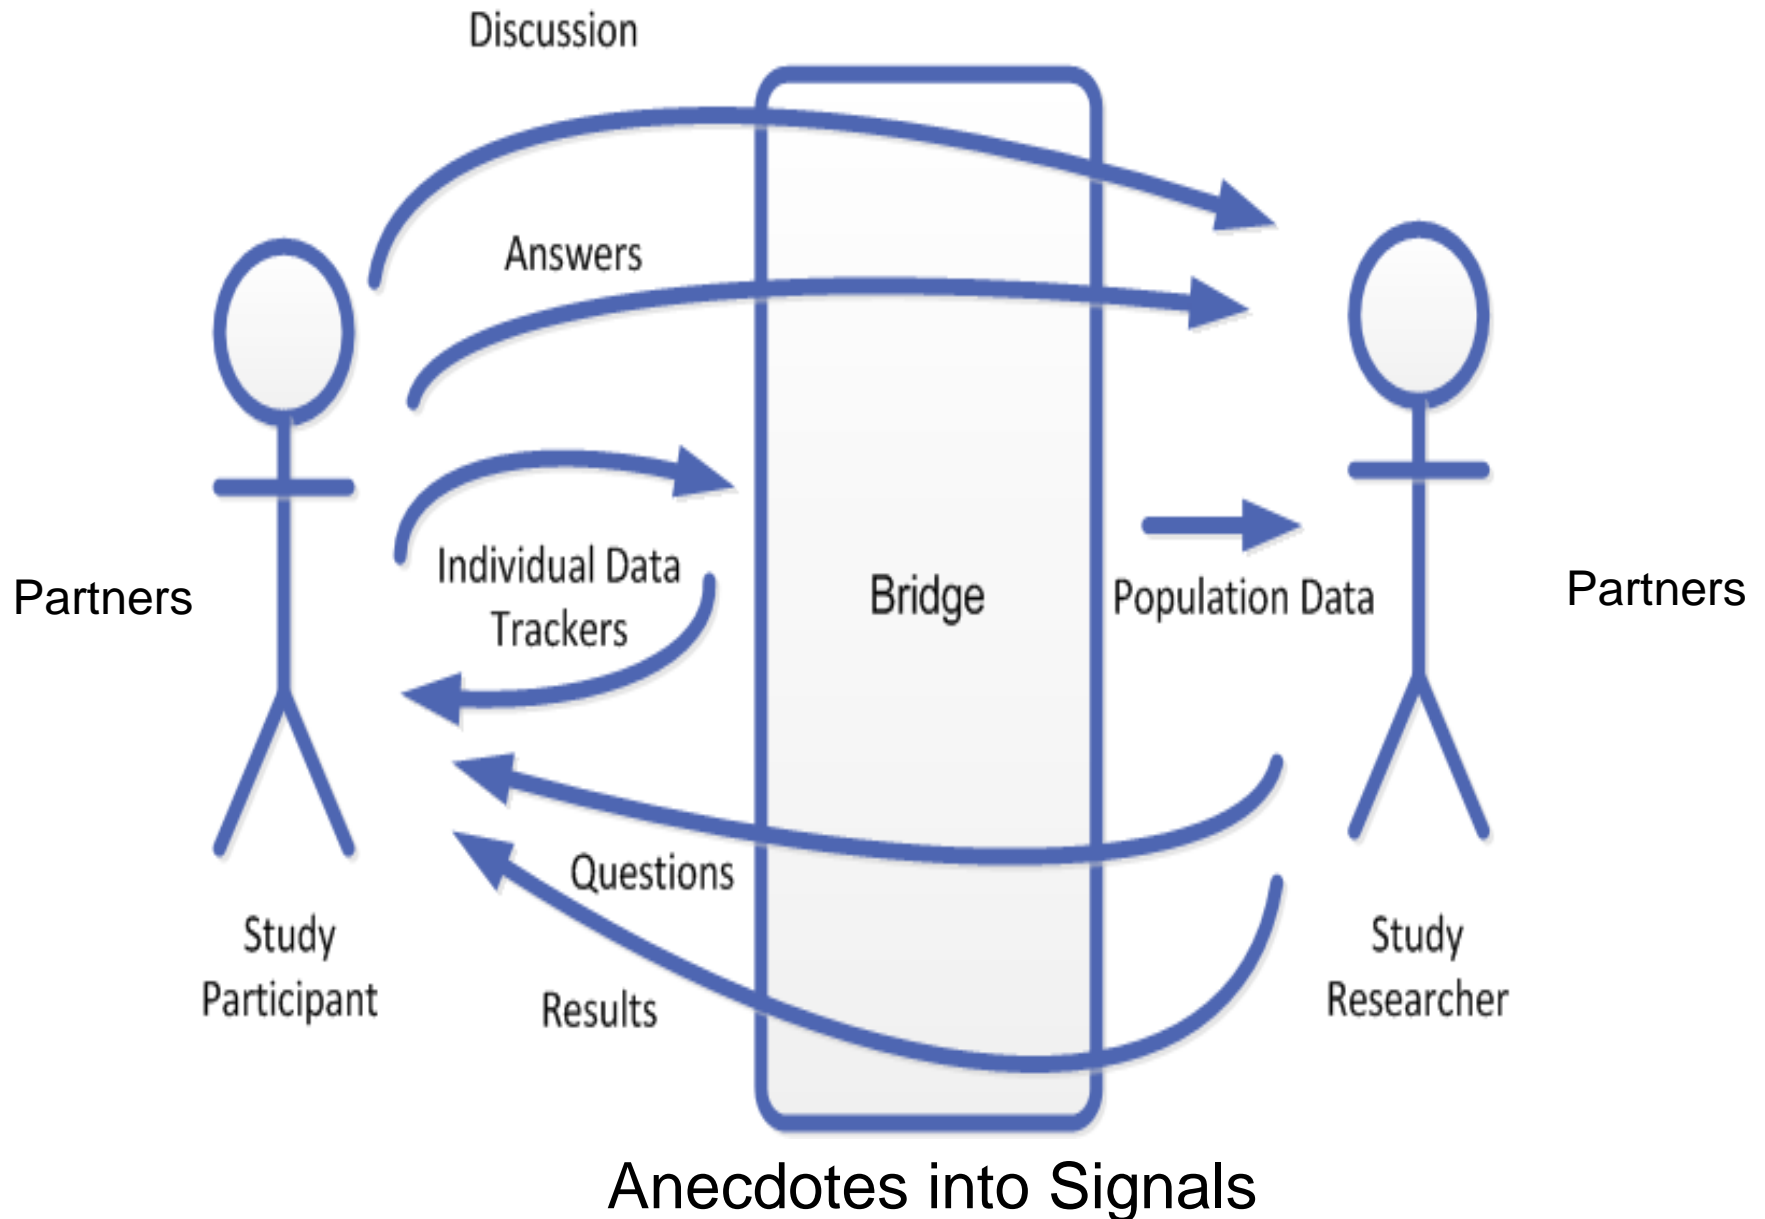 Discussion
Answers
Individual Data
Trackers
Partners
Bridge
Population Data
Partners
Questions
Study
Participant
Results
Study
Researcher
Anecdotes into Signals